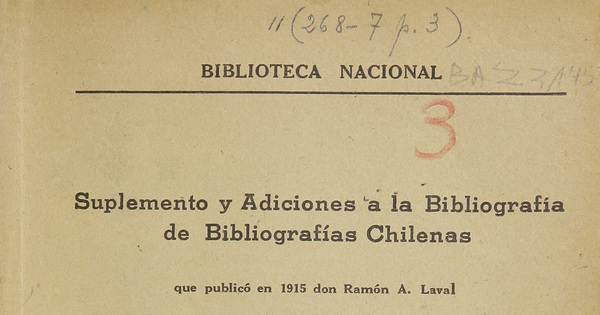 11 (268-7 p. 3).
BIBLIOTECA NACIONAL
3
Suplemento y Adiciones a la Bibliografía
de Bibliografías Chilenas
que publicó en 1915 don Ramón A. Laval